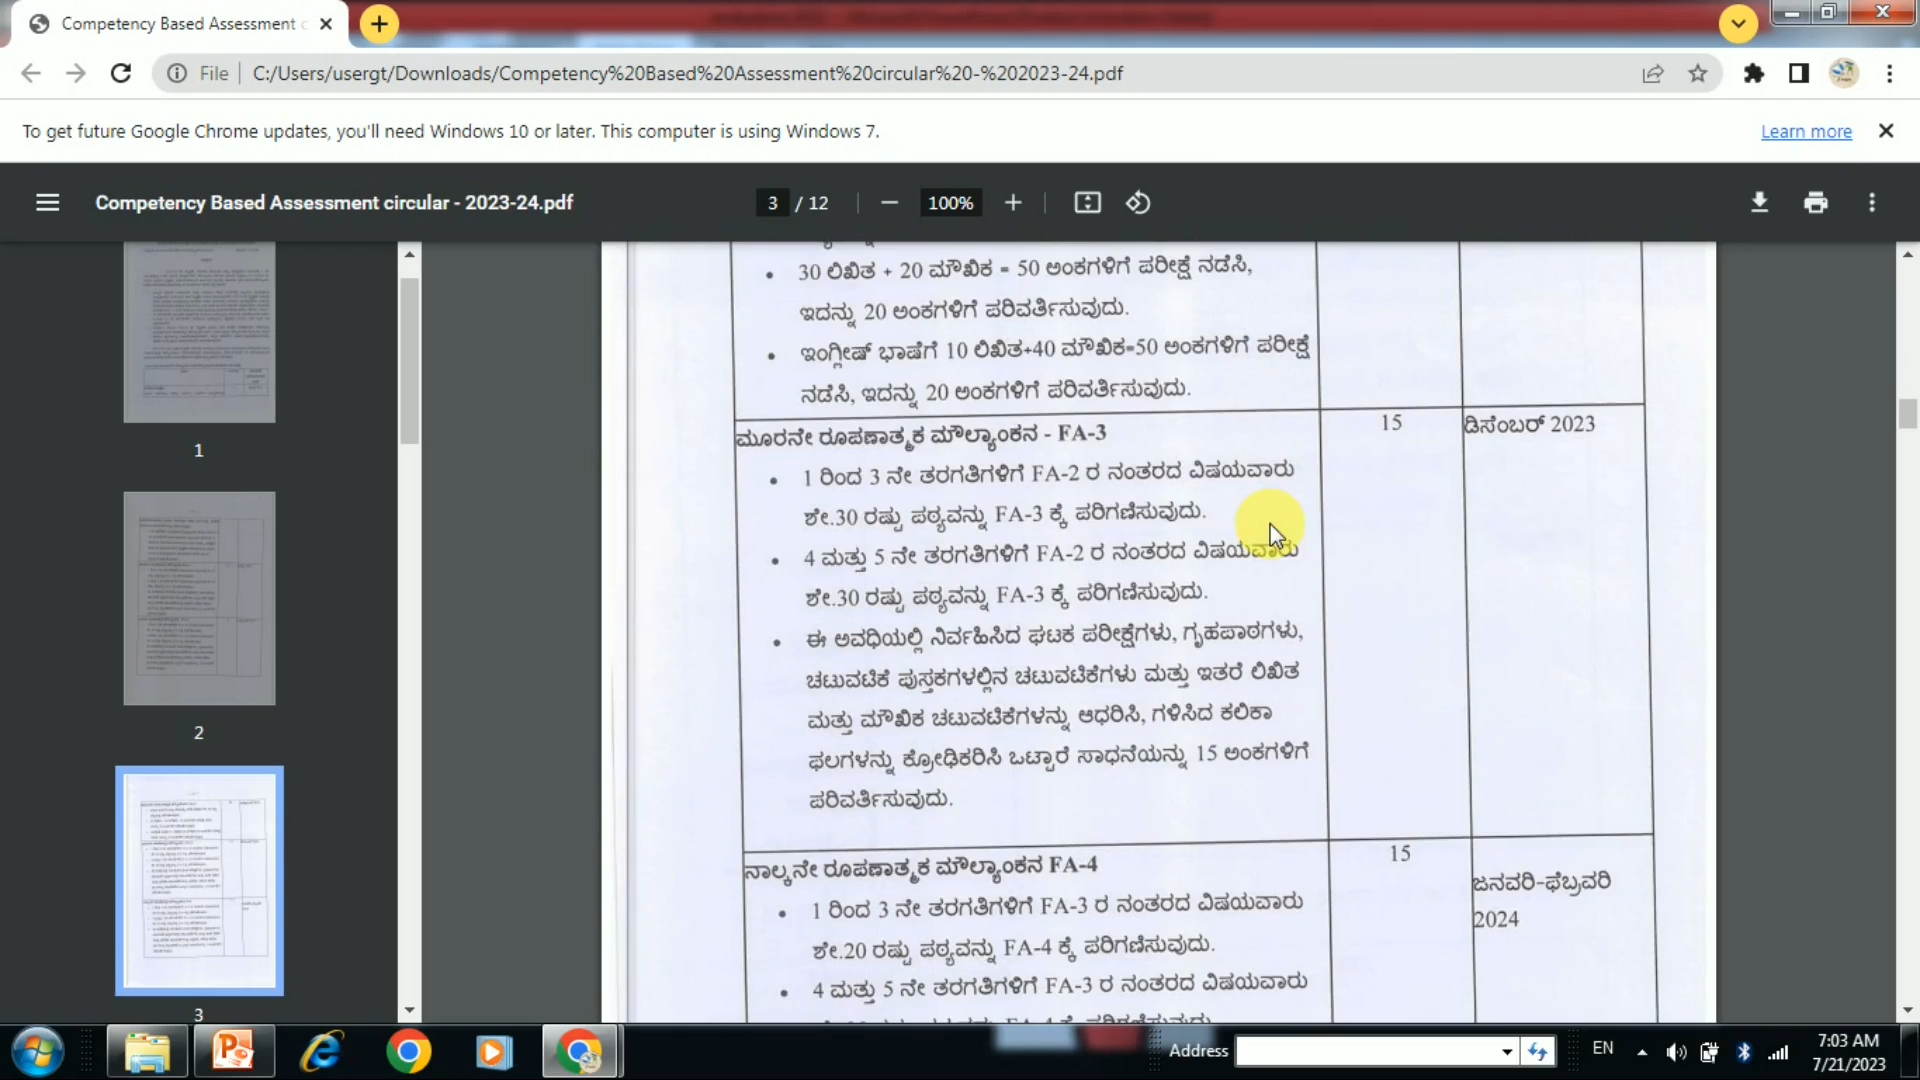 Competency Based Assessment c
File C:/Users/usergt/Downloads/Competency%20Based%20Assessment%20circular%20-%202023-24.pdf
To get future Google Chrome updates, you'll need Windows 10 or later. This computer is using Windows 7.
Learn more
Competency Based Assessment circular - 2023-24.pdf
3 / 12
100%
1
2
3
30 ಲಿಖಿತ + 20 ಮೌಖಿಕ = 50 ಅಂಕಗಳಿಗೆ ಪರೀಕ್ಷೆ ನಡೆಸಿ,
ಇದನ್ನು 20 ಅಂಕಗಳಿಗೆ ಪರಿವರ್ತಿಸುವುದು.
ಇಂಗ್ಲೀಷ್ ಭಾಷೆಗೆ 10 ಲಿಖಿತ+40 ಮೌಖಿಕ=50 ಅಂಕಗಳಿಗೆ ಪರೀಕ್ಷೆ
ನಡೆಸಿ, ಇದನ್ನು 20 ಅಂಕಗಳಿಗೆ ಪರಿವರ್ತಿಸುವುದು.
ಮೂರನೇ ರೂಪಣಾತ್ಮಕ ಮೌಲ್ಯಾಂಕನ - FA-3
15
ಡಿಸೆಂಬರ್ 2023
1 ರಿಂದ 3 ನೇ ತರಗತಿಗಳಿಗೆ FA-2 ರ ನಂತರದ ವಿಷಯವಾರು
ಶೇ.30 ರಷ್ಟು ಪಠ್ಯವನ್ನು FA-3 ಕ್ಕೆ ಪರಿಗಣಿಸುವುದು.
4 ಮತ್ತು 5 ನೇ ತರಗತಿಗಳಿಗೆ FA-2 ರ ನಂತರದ ವಿಷಯವಾರು
ಶೇ.30 ರಷ್ಟು ಪಠ್ಯವನ್ನು FA-3 ಕ್ಕೆ ಪರಿಗಣಿಸುವುದು.
ಈ ಅವಧಿಯಲ್ಲಿ ನಿರ್ವಹಿಸಿದ ಘಟಕ ಪರೀಕ್ಷೆಗಳು, ಗೃಹಪಾಠಗಳು,
ಚಟುವಟಿಕೆ ಪುಸ್ತಕಗಳಲ್ಲಿನ ಚಟುವಟಿಕೆಗಳು ಮತ್ತು ಇತರೆ ಲಿಖಿತ
ಮತ್ತು ಮೌಖಿಕ ಚಟುವಟಿಕೆಗಳನ್ನು ಆಧರಿಸಿ, ಗಳಿಸಿದ ಕಲಿಕಾ
ಫಲಗಳನ್ನು ಕ್ರೋಢಿಕರಿಸಿ ಒಟ್ಟಾರೆ ಸಾಧನೆಯನ್ನು 15 ಅಂಕಗಳಿಗೆ
ಪರಿವರ್ತಿಸುವುದು.
ನಾಲ್ಕನೇ ರೂಪಣಾತ್ಮಕ ಮೌಲ್ಯಾಂಕನ FA-4
15
ಜನವರಿ-ಫೆಬ್ರವರಿ
2024
1 ರಿಂದ 3 ನೇ ತರಗತಿಗಳಿಗೆ FA-3 ರ ನಂತರದ ವಿಷಯವಾರು
ಶೇ.20 ರಷ್ಟು ಪಠ್ಯವನ್ನು FA-4 ಕ್ಕೆ ಪರಿಗಣಿಸುವುದು.
4 ಮತ್ತು 5 ನೇ ತರಗತಿಗಳಿಗೆ FA-3 ರ ನಂತರದ ವಿಷಯವಾರು
Address
EN
7:03 AM
7/21/2023